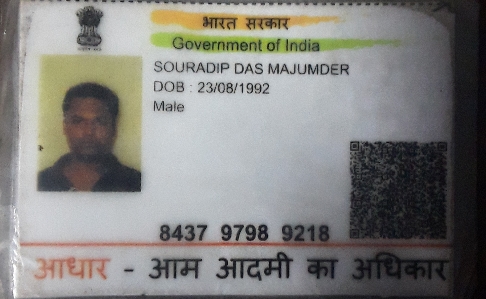 भारत सरकार
Government of India
SOURADIP DAS MAJUMDER
DOB : 23/08/1992
Male
8437 9798 9218
आधार - आम आदमी का अधिकार